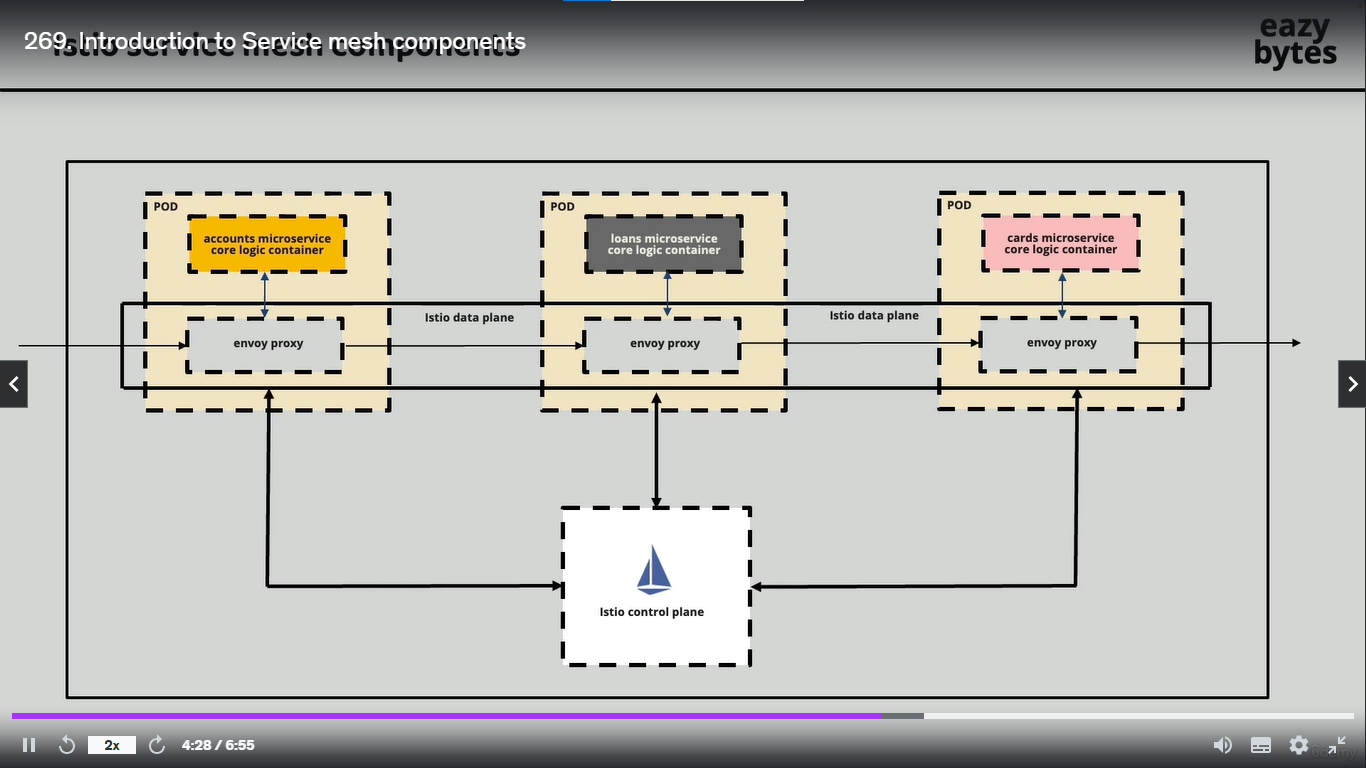 269. Introduction to Service mesh components
Istio service mesh components
eazy
bytes
POD
accounts microservice
core logic container
POD
loans microservice
core logic container
POD
cards microservice
core logic container
Istio data plane
Istio data plane
envoy proxy
envoy proxy
envoy proxy
Istio control plane
2x
4:28 / 6:55